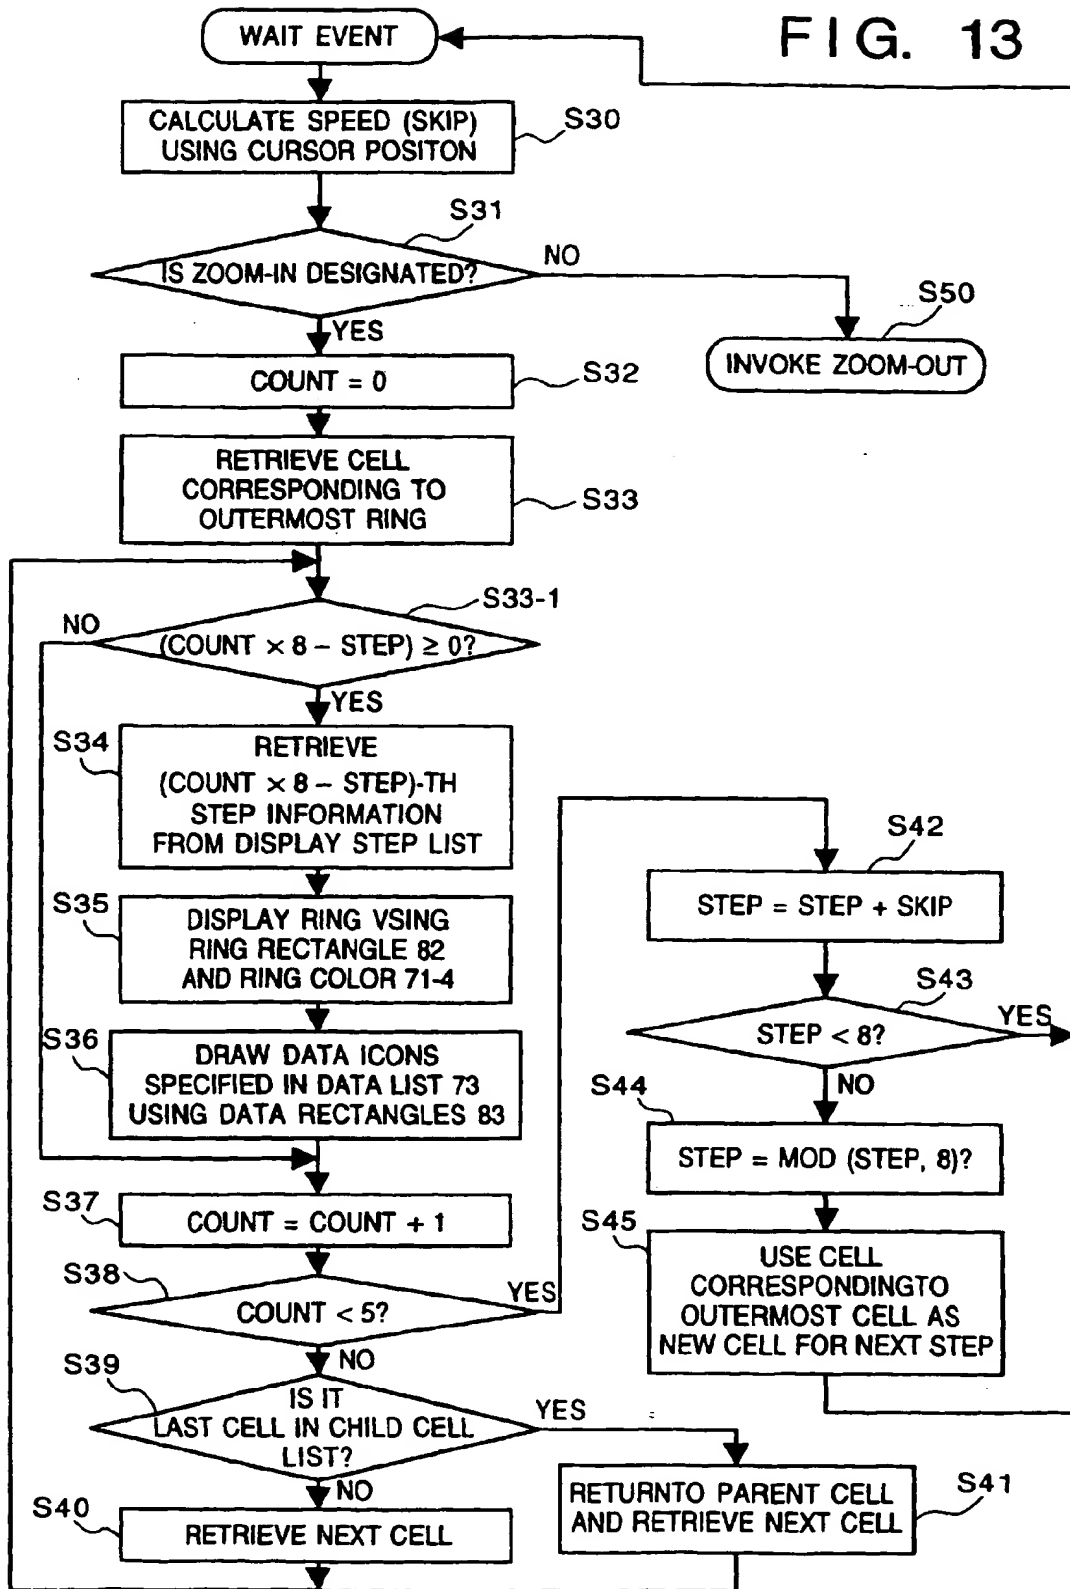 FIG. 13
WAIT EVENT
CALCULATE SPEED (SKIP)
USING CURSOR POSITON
S30
S31
IS ZOOM-IN DESIGNATED?
NO
YES
S50
INVOKE ZOOM-OUT
COUNT = 0
S32
RETRIEVE CELL
CORRESPONDING TO
OUTERMOST RING
S33
S33-1
NO
(COUNT × 8 – STEP) ≥ 0?
YES
S34
RETRIEVE
(COUNT × 8 – STEP)-TH
STEP INFORMATION
FROM DISPLAY STEP LIST
S35
DISPLAY RING VSING
RING RECTANGLE 82
AND RING COLOR 71-4
S36
DRAW DATA ICONS
SPECIFIED IN DATA LIST 73
USING DATA RECTANGLES 83
S37
COUNT = COUNT + 1
S38
COUNT < 5?
YES
NO
S39
IS IT
LAST CELL IN CHILD CELL
LIST?
YES
NO
S40
RETRIEVE NEXT CELL
S41
RETURNTO PARENT CELL
AND RETRIEVE NEXT CELL
S42
STEP = STEP + SKIP
S43
STEP < 8?
YES
NO
S44
STEP = MOD (STEP, 8)?
S45
USE CELL
CORRESPONDINGTO
OUTERMOST CELL AS
NEW CELL FOR NEXT STEP